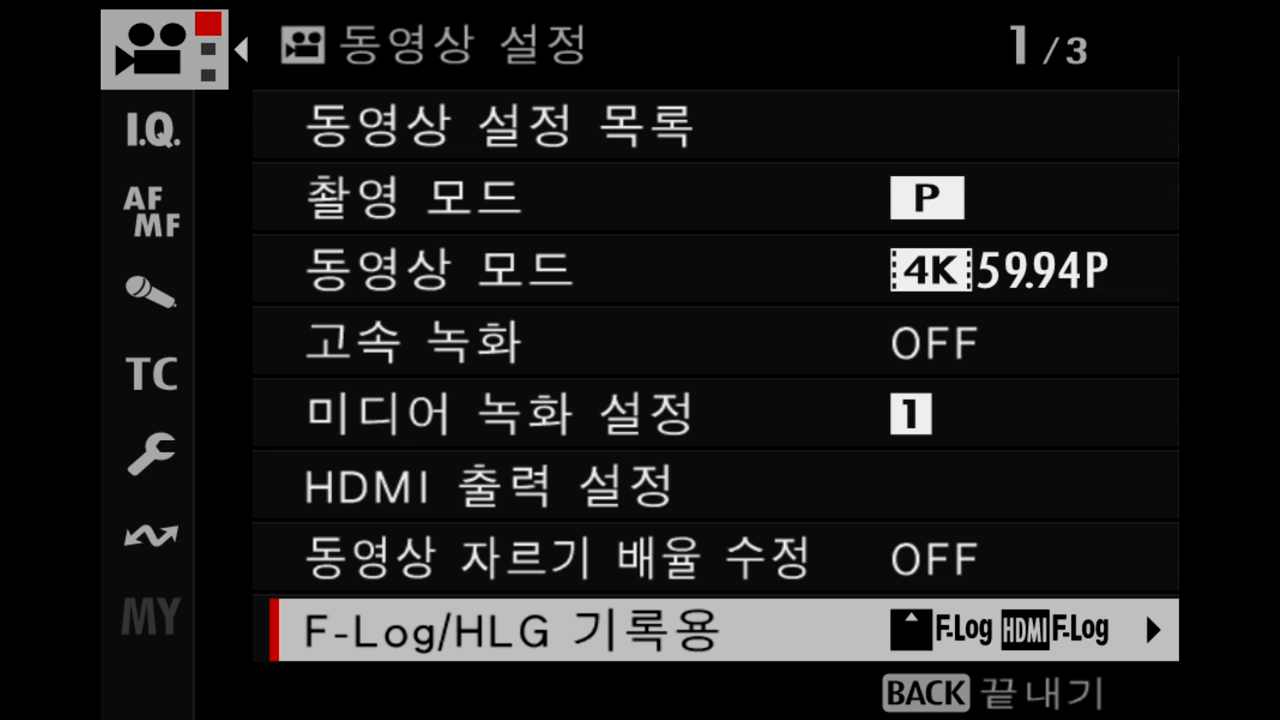 동영상 설정 1/3
동영상 설정 목록
I.Q.
촬영 모드 P
AF
MF
동영상 모드 4K 59.94P
고속 녹화 OFF
TC
미디어 녹화 설정 1
HDMI 출력 설정
동영상 자르기 배율 수정 OFF
MY
F-Log/HLG 기록용 F-Log HDMI F-Log
BACK 끝내기